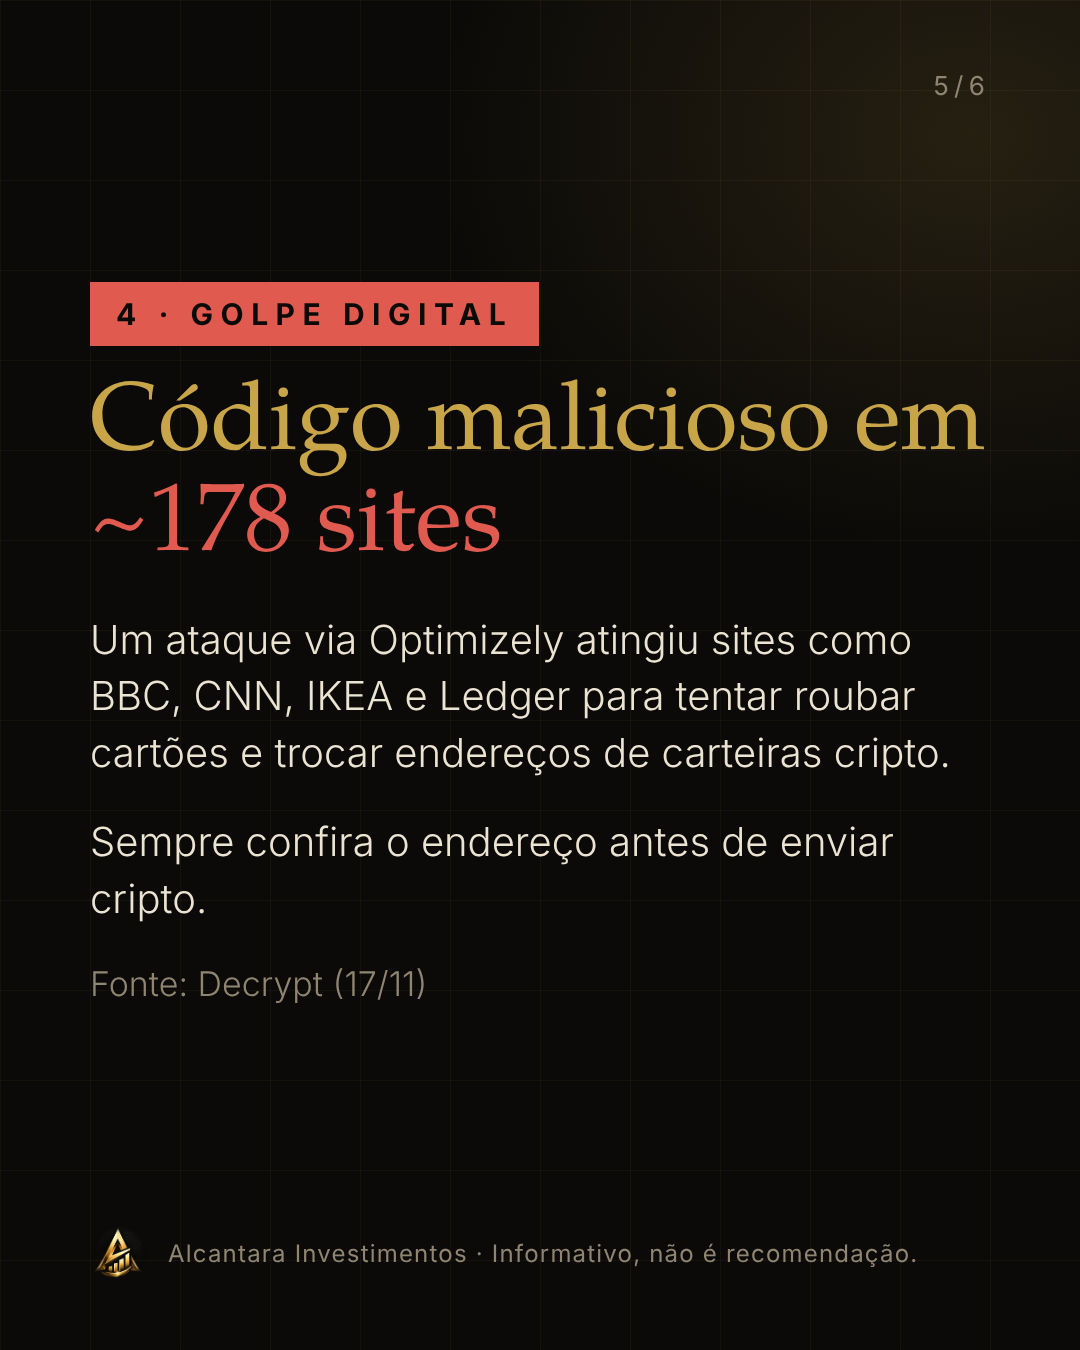 5 / 6
4 · GOLPE DIGITAL
Código malicioso em
~178 sites
Um ataque via Optimizely atingiu sites como
BBC, CNN, IKEA e Ledger para tentar roubar
cartões e trocar endereços de carteiras cripto.
Sempre confira o endereço antes de enviar
cripto.
Fonte: Decrypt (17/11)
Alcantara Investimentos · Informativo, não é recomendação.